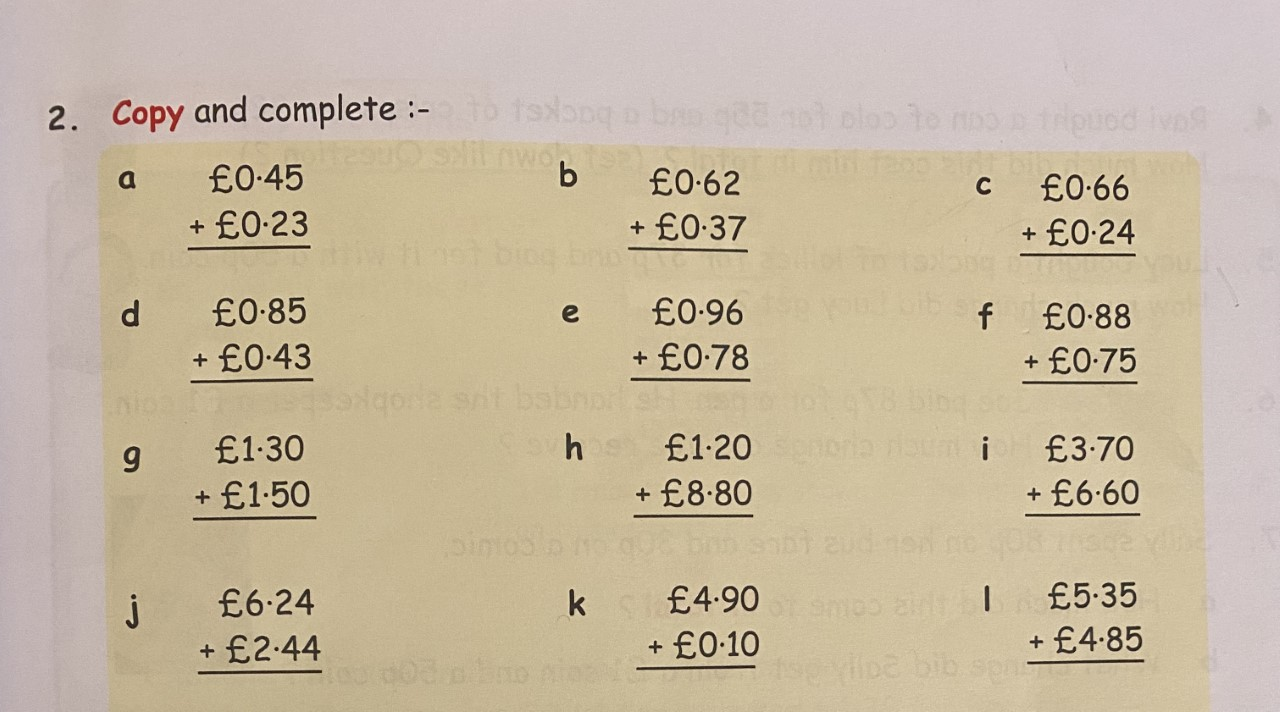 2. Copy and complete :-
a £0·45 b £0·62 c £0·66
+ £0·23 + £0·37 + £0·24
d £0·85 e £0·96 f £0·88
+ £0·43 + £0·78 + £0·75
g £1·30 h £1·20 i £3·70
+ £1·50 + £8·80 + £6·60
j £6·24 k £4·90 l £5·35
+ £2·44 + £0·10 + £4·85